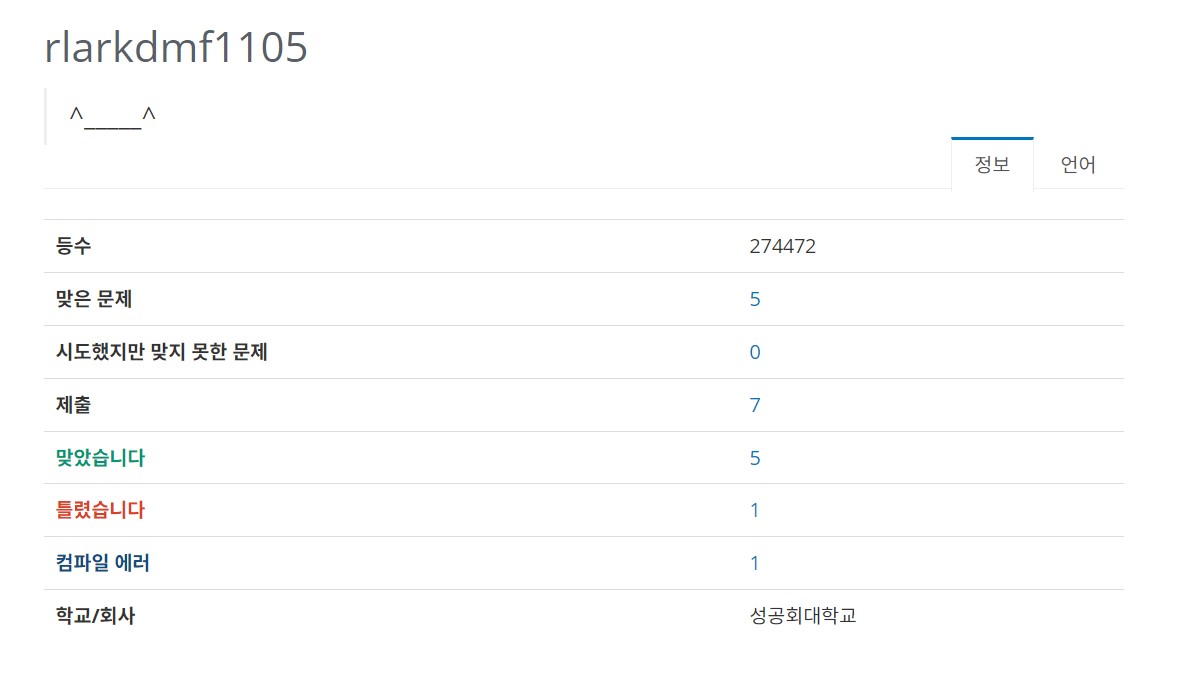 rlarkdmf1105
^_____^
정보 언어
등수 274472
맞은 문제 5
시도했지만 맞지 못한 문제 0
제출 7
맞았습니다 5
틀렸습니다 1
컴파일 에러 1
학교/회사 성공회대학교